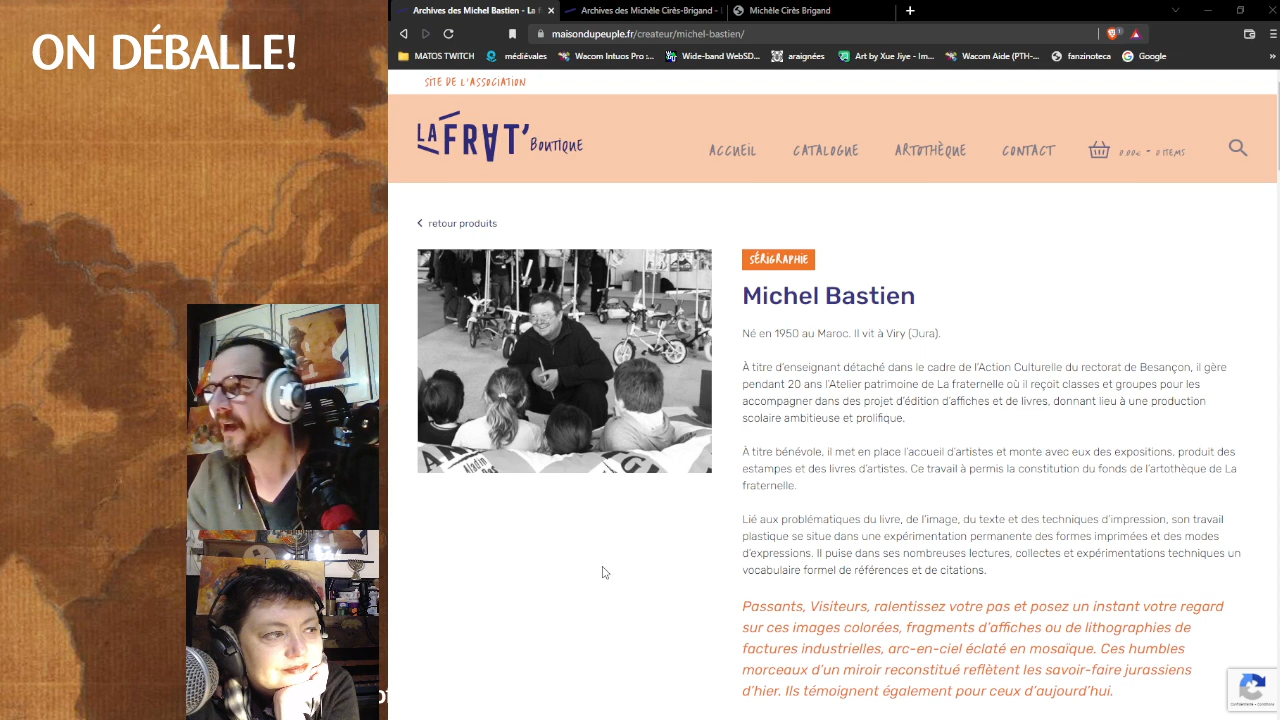 ON DÉBALLE!
Michel Bastien - La f
Archives des Michèle Cirès-Brigand -
Michèle Cirès Brigand
maisondupeuple.fr/createur/michel-bastien/
MATOS TWITCH
Combat médiévas
Intérieurs v
Wacom
Art by Xue JIye -T
Wacom Aide (PTH-
Cirédit
SITE DE L'ASSOCIATION
LA FRAT' BOUTIQUE
ACCUEIL
CATALOGUE
ARTOTHÈQUE
CONTACT
0.00€ - 0 ITEMS
retour produits
SÉRIGRAPHIE
Michel Bastien
Né en 1950 au Maroc. Il vit à Viry (Jura).
À titre d'enseignant détaché dans le cadre de l'Action Culturelle du rectorat de Besançon, il gère
pendant 20 ans l'Atelier patrimoine de La fraternelle où il reçoit classes et groupes pour les
accompagner dans des projet d'édition d'affiches et de livres, donnant lieu à une production
scolaire ambitieuse et prolifique.
À titre bénévole, il met en place l'accueil d'artistes et monte avec eux des expositions, produit des
estampes et des livres d'artistes. Ce travail à permis la constitution du fonds de l'artothèque de La
fraternelle.
Lié aux problématiques du livre, de l'image, du texte et des techniques d'impression, son travail
plastique se situe dans une expérimentation permanente des formes imprimées et des modes
d'expressions. Il puise dans ses nombreuses lectures, collectes et expérimentations techniques un
vocabulaire formel de références et de citations.
Passants, Visiteurs, ralentissez votre pas et posez un instant votre regard
sur ces images colorées, fragments d'affiches ou de lithographies de
factures industrielles, arc-en-ciel éclaté en mosaïque. Ces humbles
morceaux d'un miroir reconstitué reflètent les savoir-faire jurassiens
d'hier. Ils témoignent également pour ceux d'aujourd'hui.